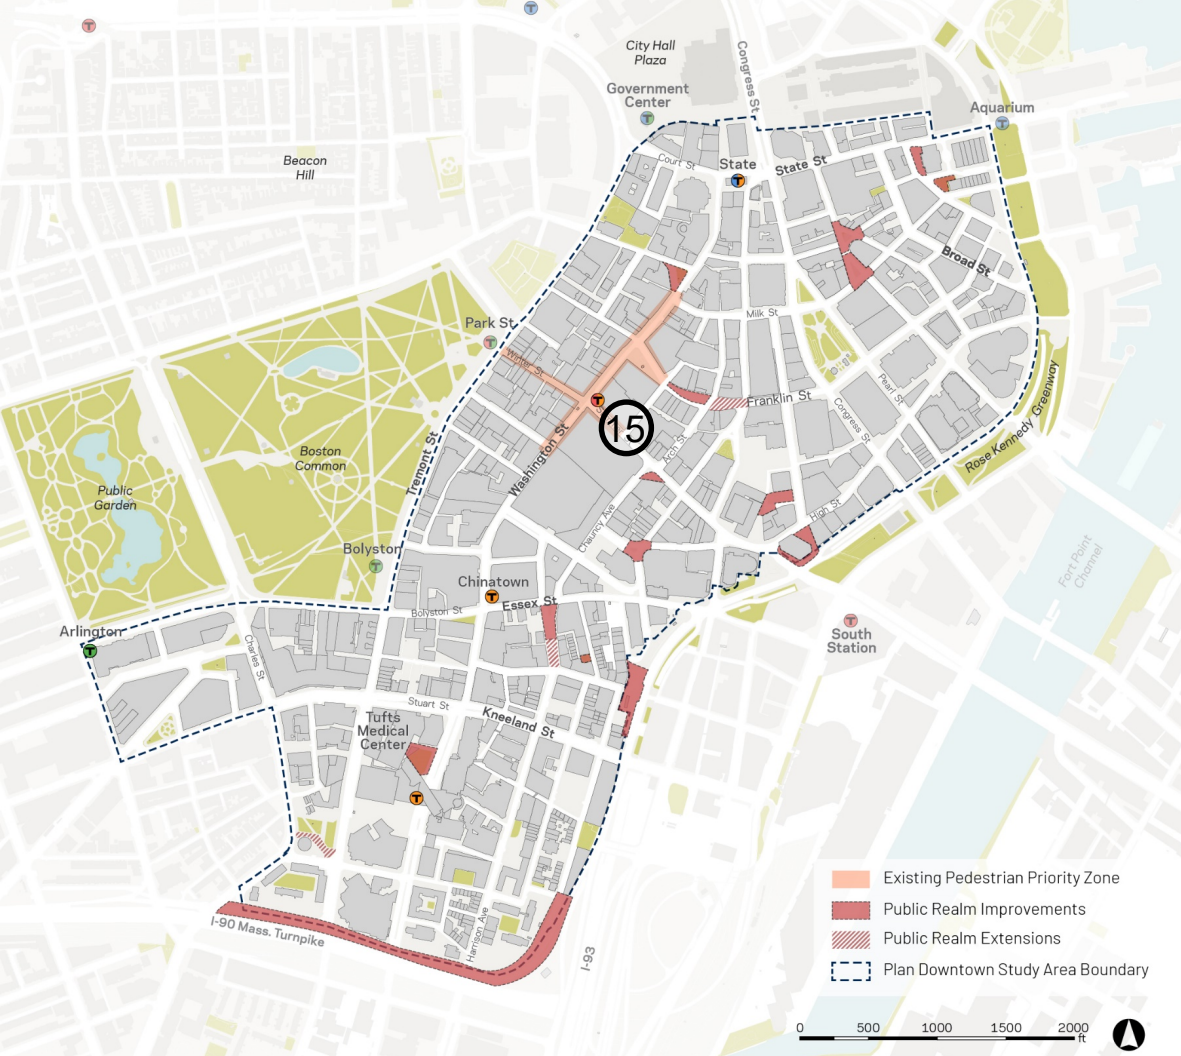 City Hall
Plaza
Congress St
Government
Center
Aquarium
Beacon
Hill
Court St
State
State St
Broad St
Park St
Milk St
Winter St
Pearl St
Franklin St
Congress St
Rose Kennedy Greenway
15
Arch St
Washington St
Tremont St
Boston
Common
Public
Garden
High St
Chauncy Ave
Bolyston
Fort Point
Channel
Chinatown
Essex St
Bolyston St
Arlington
Charles St
South
Station
Stuart St
Kneeland St
Tufts
Medical
Center
Harrison Ave
I-90 Mass. Turnpike
I-93
Existing Pedestrian Priority Zone
Public Realm Improvements
Public Realm Extensions
Plan Downtown Study Area Boundary
0 500 1000 1500 2000
ft
T
T
T
T
T
T
T
T
T
T
T